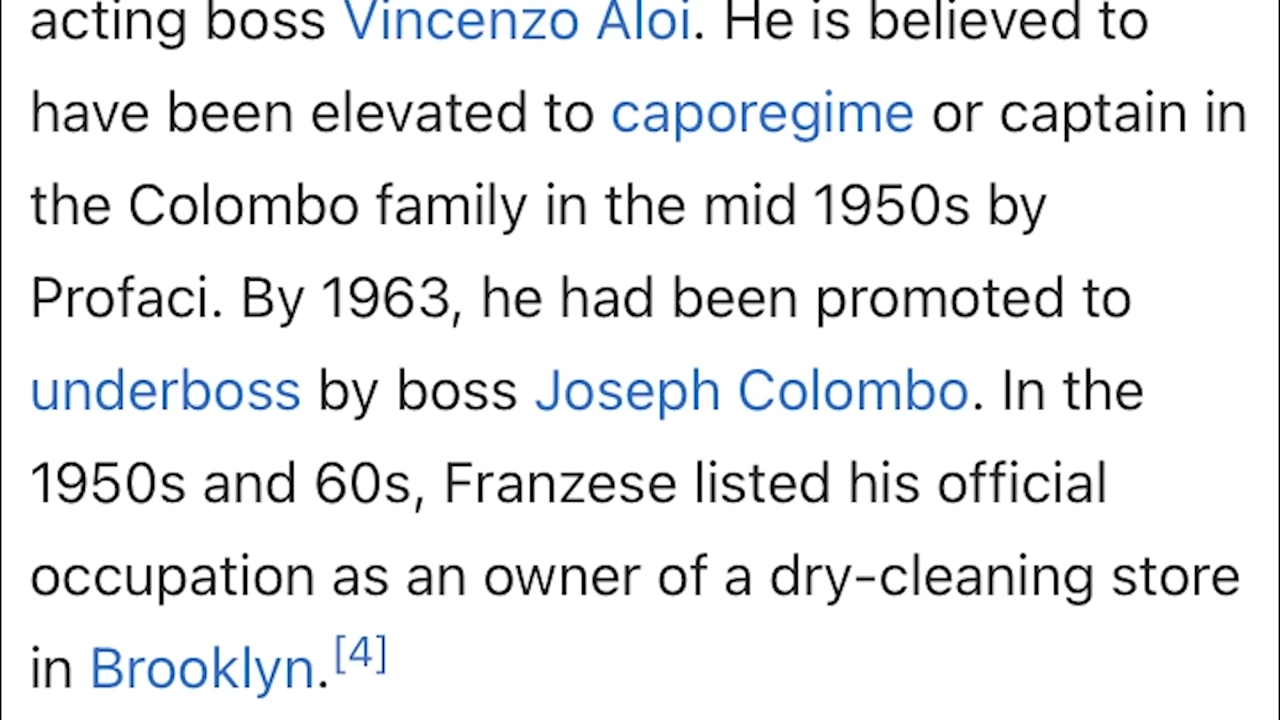 acting boss Vincenzo Aloi. He is believed to
have been elevated to caporegime or captain in
the Colombo family in the mid 1950s by
Profaci. By 1963, he had been promoted to
underboss by boss Joseph Colombo. In the
1950s and 60s, Franzese listed his official
occupation as an owner of a dry-cleaning store
in Brooklyn.[4]